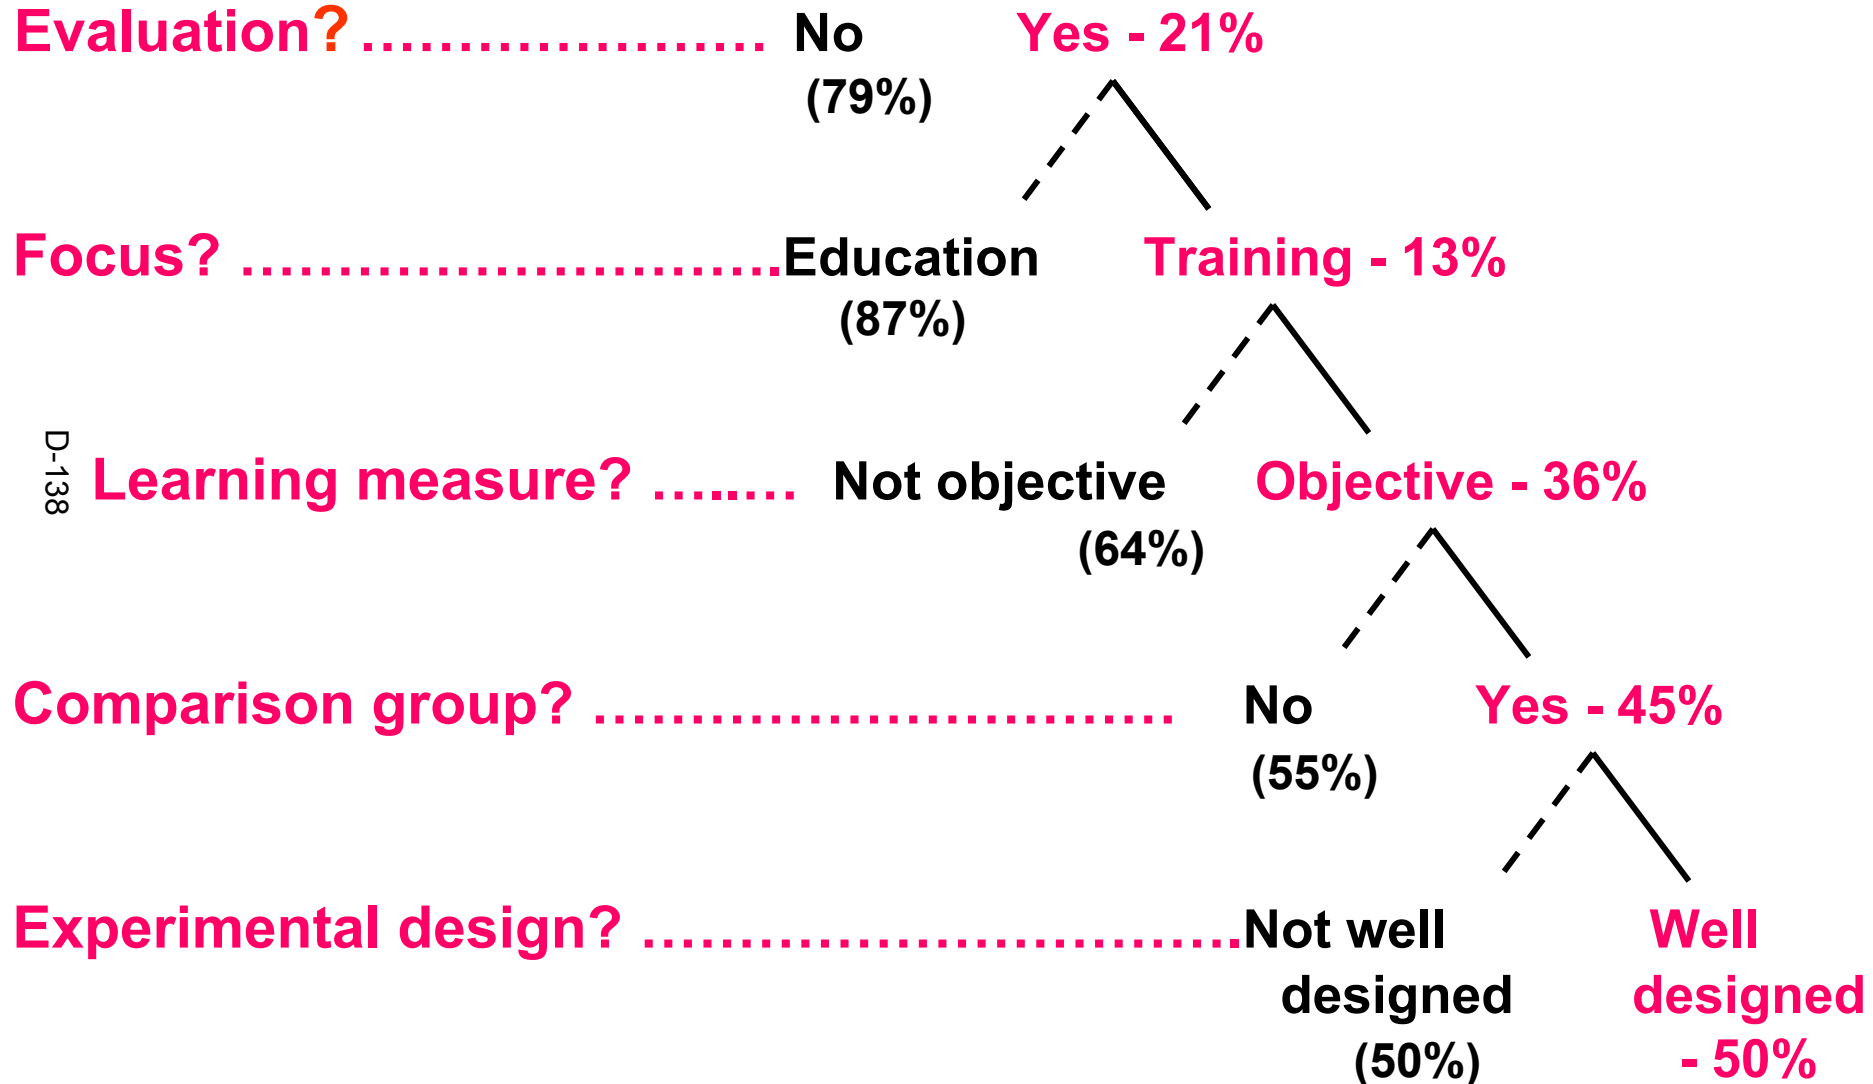 Evaluation? ..................... No Yes - 21%
(79%)
Focus? ............................Education Training - 13%
(87%)
D-138
Learning measure? ........ Not objective Objective - 36%
(64%)
Comparison group? .............................. No Yes - 45%
(55%)
Experimental design? ...............................Not well Well
designed designed
(50%) - 50%